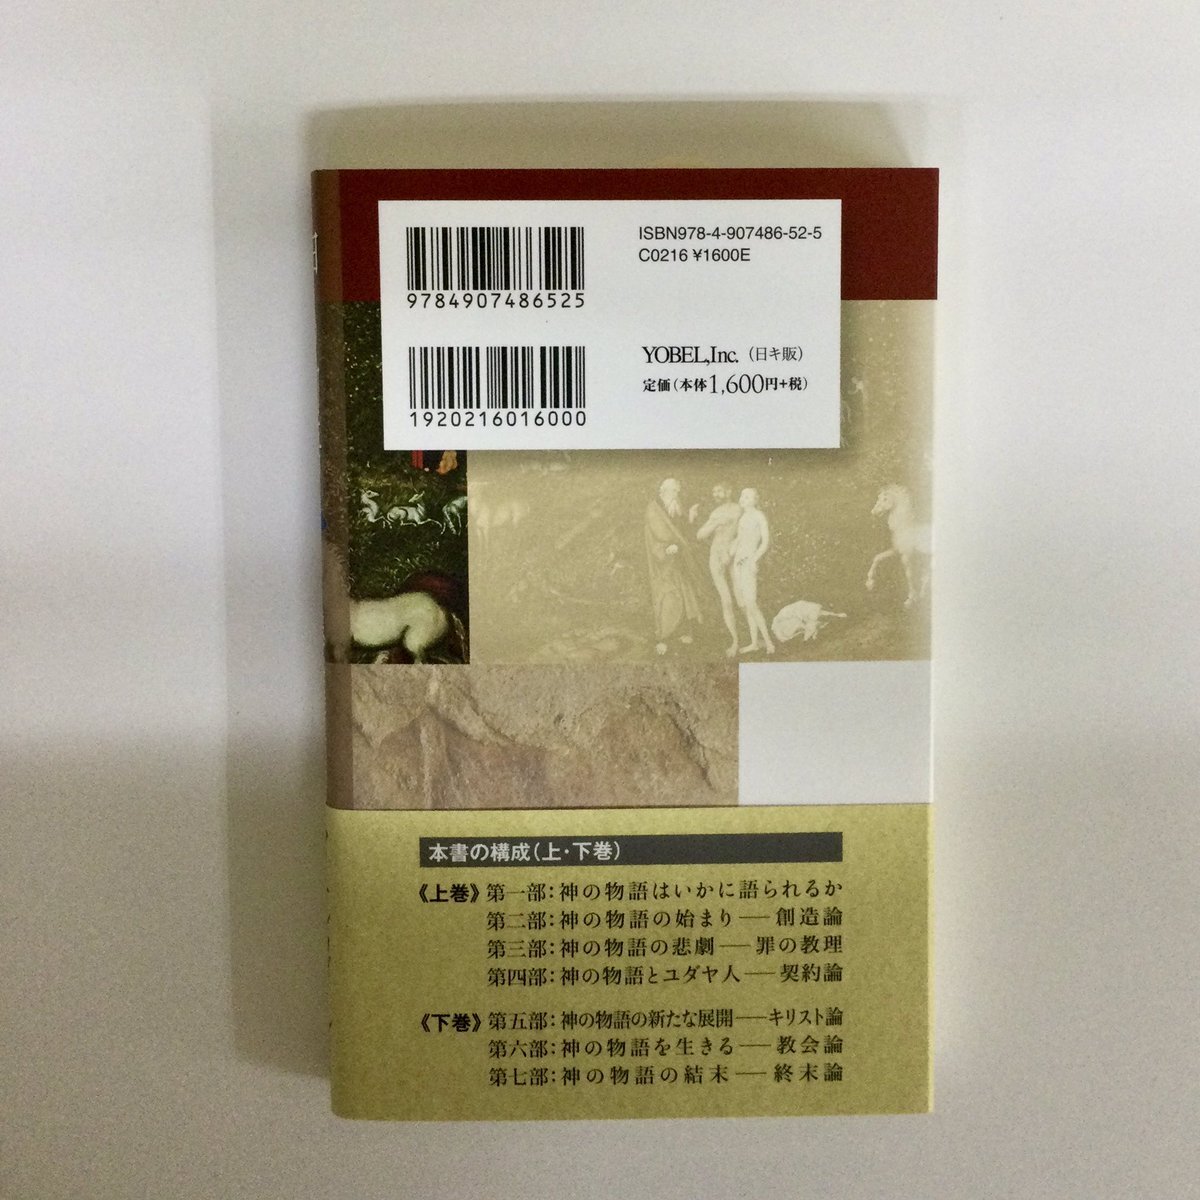 ISBN978-4-907486-52-5
C0216 ¥1600E
9784907486525
YOBEL,Inc.（日キ販）
定価（本体1,600円+税）
1920216016000
本書の構成（上・下巻）
《上巻》第一部：神の物語はいかに語られるか
第二部：神の物語の始まり――創造論
第三部：神の物語の悲劇――罪の教理
第四部：神の物語とユダヤ人――契約論
《下巻》第五部：神の物語の新たな展開――キリスト論
第六部：神の物語を生きる――教会論
第七部：神の物語の結末――終末論